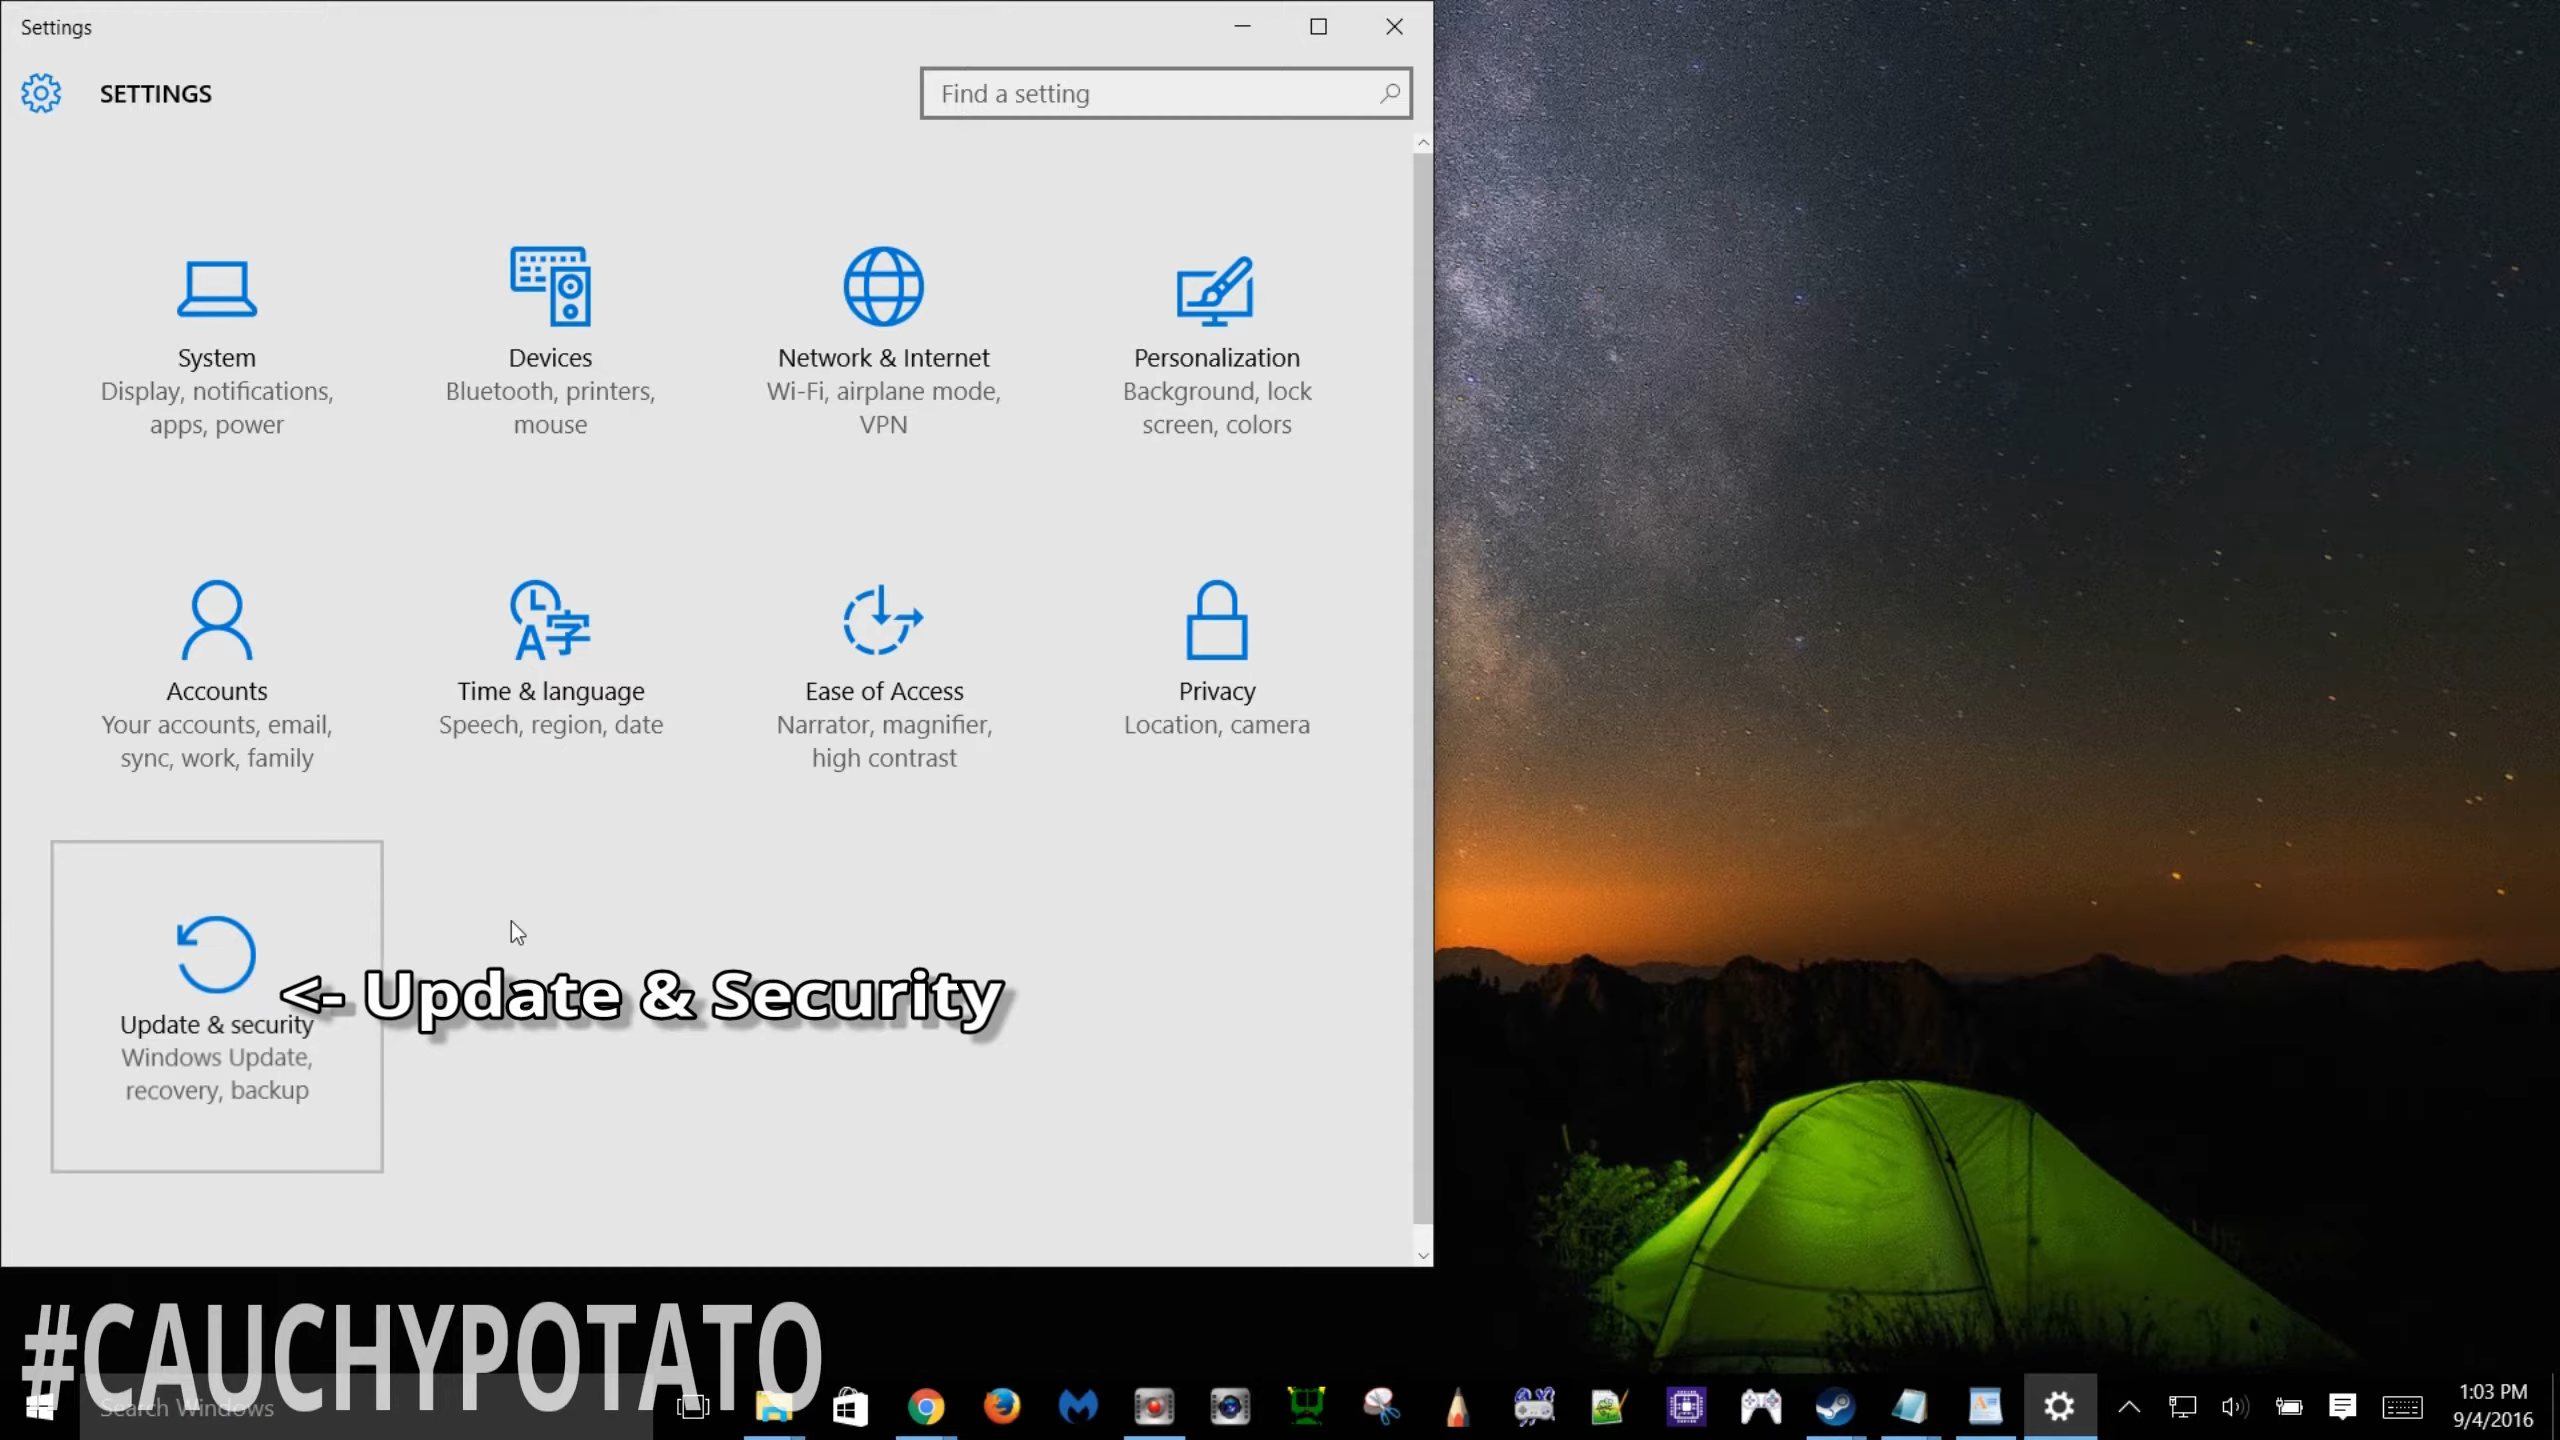 Settings
SETTINGS
Find a setting
System
Display, notifications,
apps, power
Devices
Bluetooth, printers,
mouse
Network & Internet
Wi-Fi, airplane mode,
VPN
Personalization
Background, lock
screen, colors
Accounts
Your accounts, email,
sync, work, family
Time & language
Speech, region, date
Ease of Access
Narrator, magnifier,
high contrast
Privacy
Location, camera
Update & security
Windows Update,
recovery, backup
<- Update & Security
#CAUCHYPOTATO
Search Windows
1:03 PM
9/4/2016